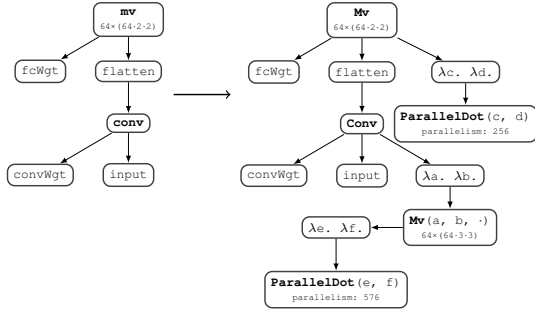 mv
64×(64·2·2)
fcWgt
flatten
conv
convWgt
input
Mv
64×(64·2·2)
fcWgt
flatten
λc. λd.
ParallelDot(c, d)
parallelism: 256
Conv
convWgt
input
λa. λb.
Mv(a, b, ·)
64×(64·3·3)
λe. λf.
ParallelDot(e, f)
parallelism: 576